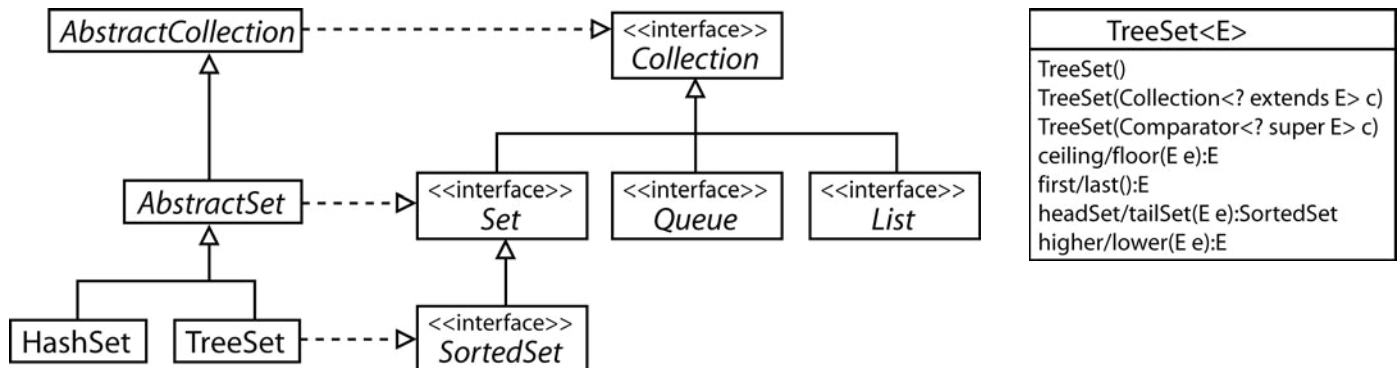 AbstractCollection
<<interface>>
Collection
AbstractSet
<<interface>>
Set
<<interface>>
Queue
<<interface>>
List
HashSet
TreeSet
<<interface>>
SortedSet
TreeSet<E>
TreeSet()
TreeSet(Collection<? extends E> c)
TreeSet(Comparator<? super E> c)
ceiling/floor(E e):E
first/last():E
headSet/tailSet(E e):SortedSet
higher/lower(E e):E